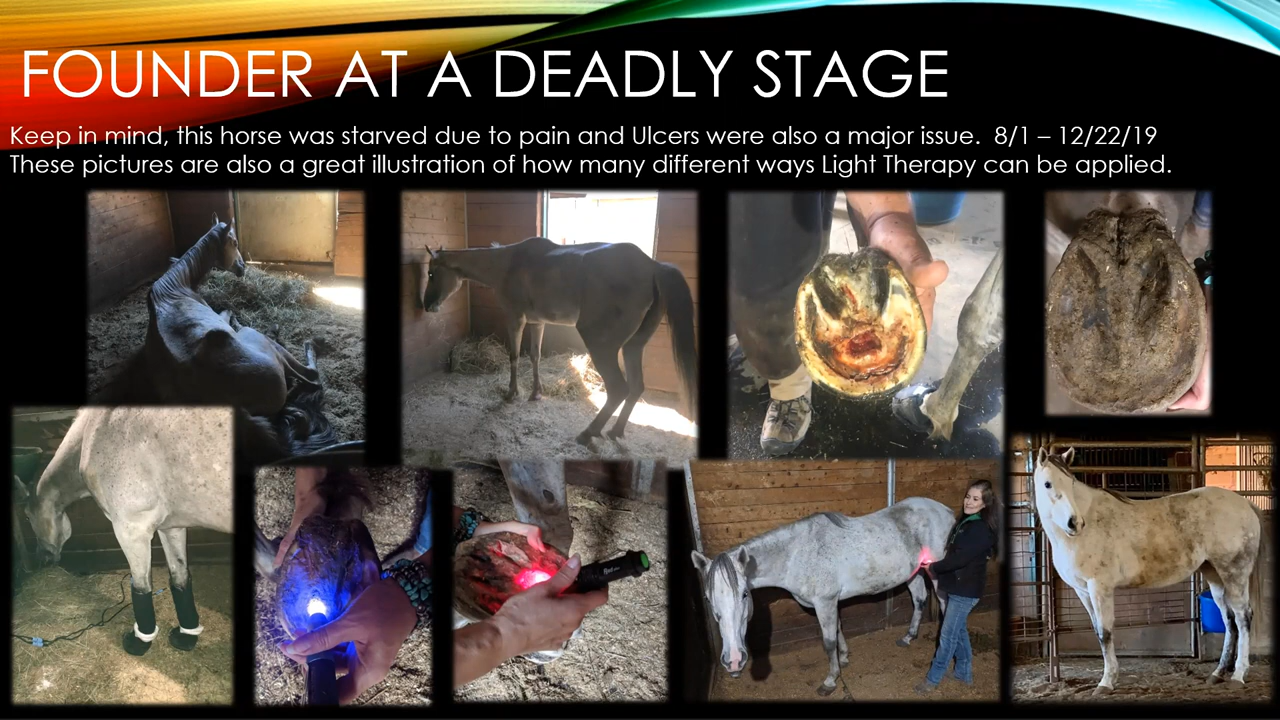 FOUNDER AT A DEADLY STAGE
Keep in mind, this horse was starved due to pain and Ulcers were also a major issue.  8/1 – 12/22/19
These pictures are also a great illustration of how many different ways Light Therapy can be applied.